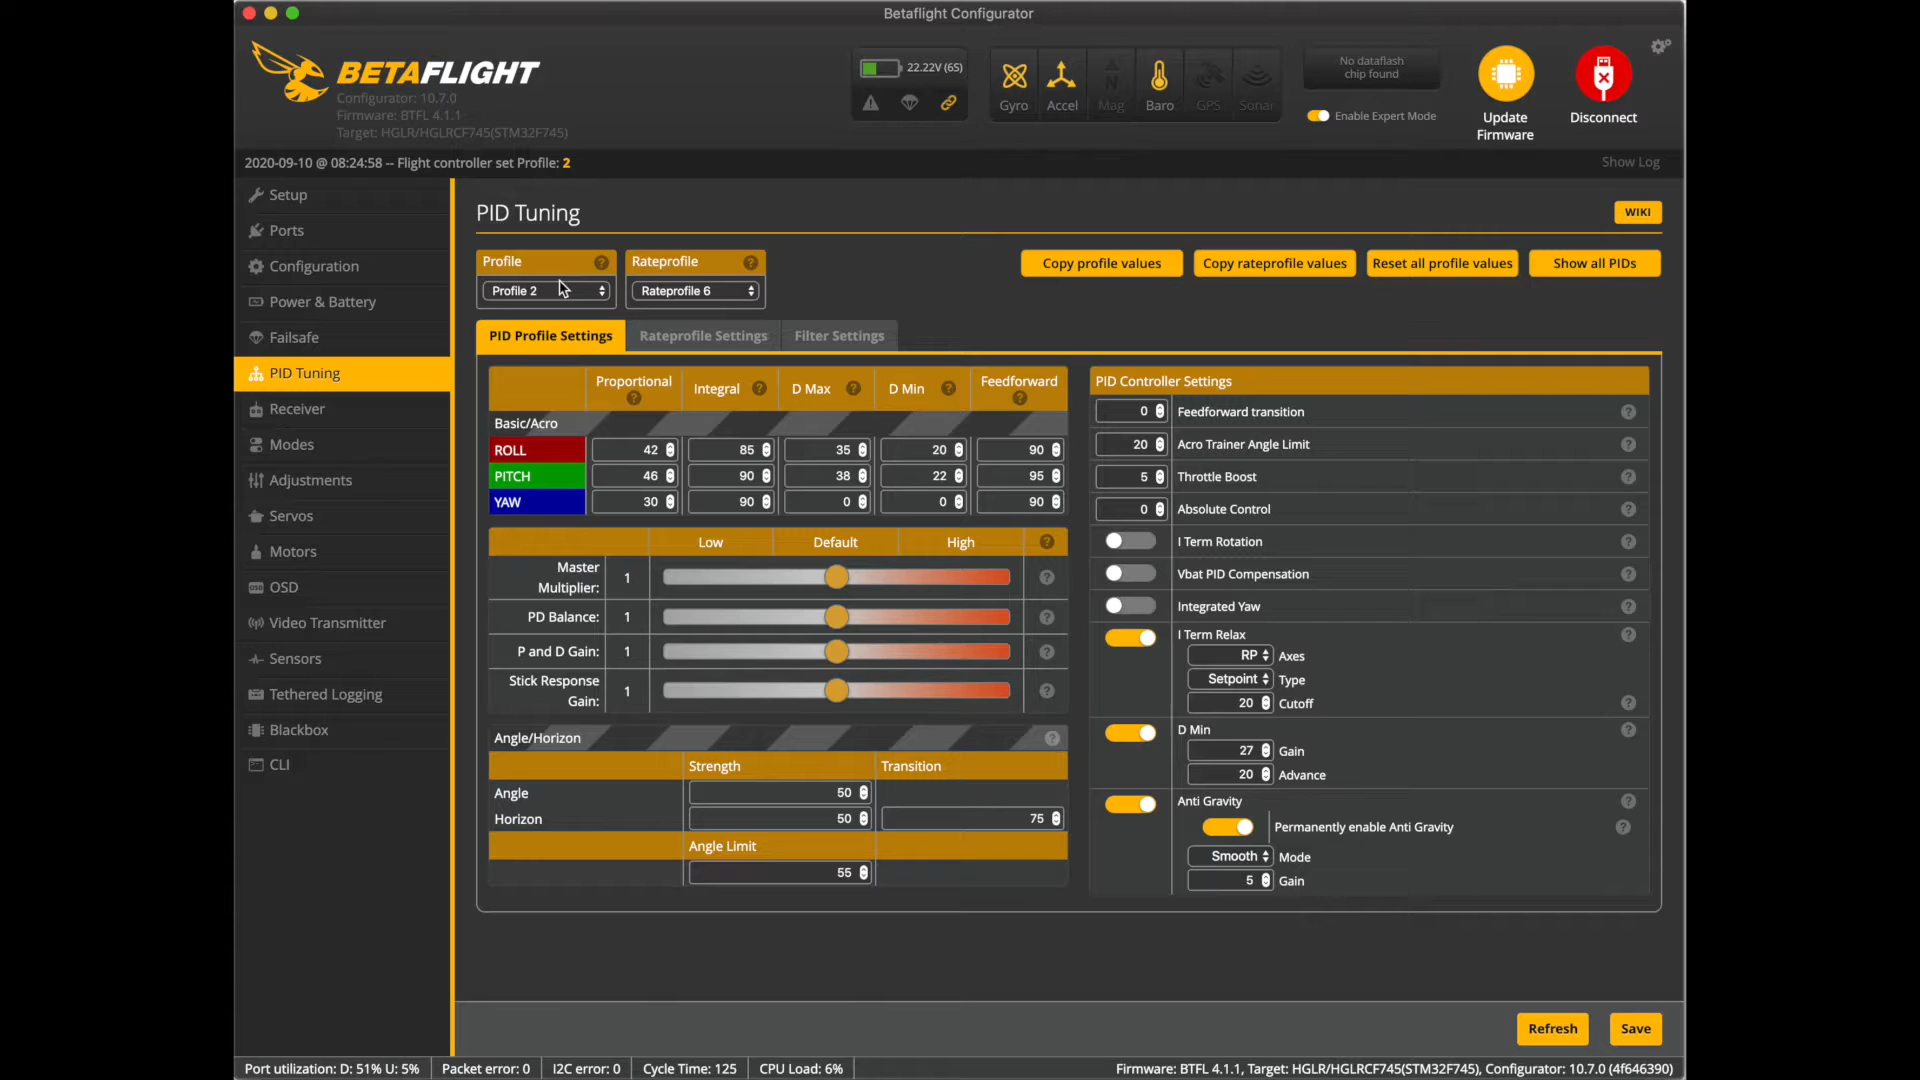 Betaflight Configurator
BETAFLIGHT
Configurator: 10.7.0
Firmware: BTFL 4.1.1
Target: HGLR/HGLRCF745(STM32F745)
22.22V (6S)
Gyro
Accel
Mag
Baro
GPS
Sonar
No dataflash
chip found
Enable Expert Mode
Update
Firmware
Disconnect
2020-09-10 @ 08:24:58 -- Flight controller set Profile: 2
Show Log
Setup
Ports
Configuration
Power & Battery
Failsafe
PID Tuning
Receiver
Modes
Adjustments
Servos
Motors
OSD
Video Transmitter
Sensors
Tethered Logging
Blackbox
CLI
PID Tuning
WIKI
Profile
Profile 2
Rateprofile
Rateprofile 6
Copy profile values
Copy rateprofile values
Reset all profile values
Show all PIDs
PID Profile Settings
Rateprofile Settings
Filter Settings
Proportional Integral D Max D Min Feedforward
Basic/Acro
ROLL 42 85 35 20 90
PITCH 46 90 38 22 95
YAW 30 90 0 0 90
Low Default High
Master
Multiplier: 1
PD Balance: 1
P and D Gain: 1
Stick Response
Gain: 1
Angle/Horizon
Strength Transition
Angle 50
Horizon 50 75
Angle Limit
55
PID Controller Settings
0 Feedforward transition
20 Acro Trainer Angle Limit
5 Throttle Boost
0 Absolute Control
I Term Rotation
Vbat PID Compensation
Integrated Yaw
I Term Relax
RP Axes
Setpoint Type
20 Cutoff
D Min
27 Gain
20 Advance
Anti Gravity
Permanently enable Anti Gravity
Smooth Mode
5 Gain
Refresh
Save
Port utilization: D: 51% U: 5%
Packet error: 0
I2C error: 0
Cycle Time: 125
CPU Load: 6%
Firmware: BTFL 4.1.1, Target: HGLR/HGLRCF745(STM32F745), Configurator: 10.7.0 (4f646390)